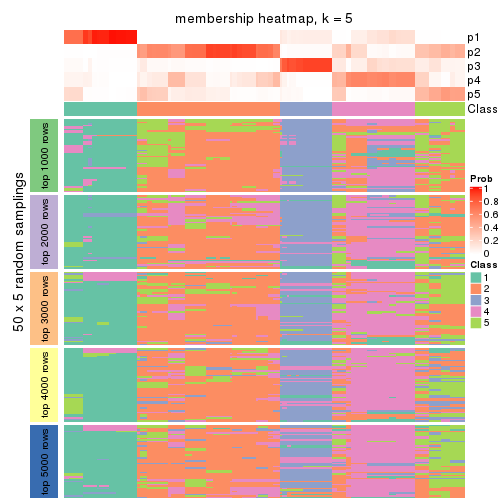 membership heatmap, k = 5
p1
p2
p3
p4
p5
Class
50 x 5 random samplings
top 1000 rows
top 2000 rows
top 3000 rows
top 4000 rows
top 5000 rows
Prob
1
0.8
0.6
0.4
0.2
0
Class
1
2
3
4
5